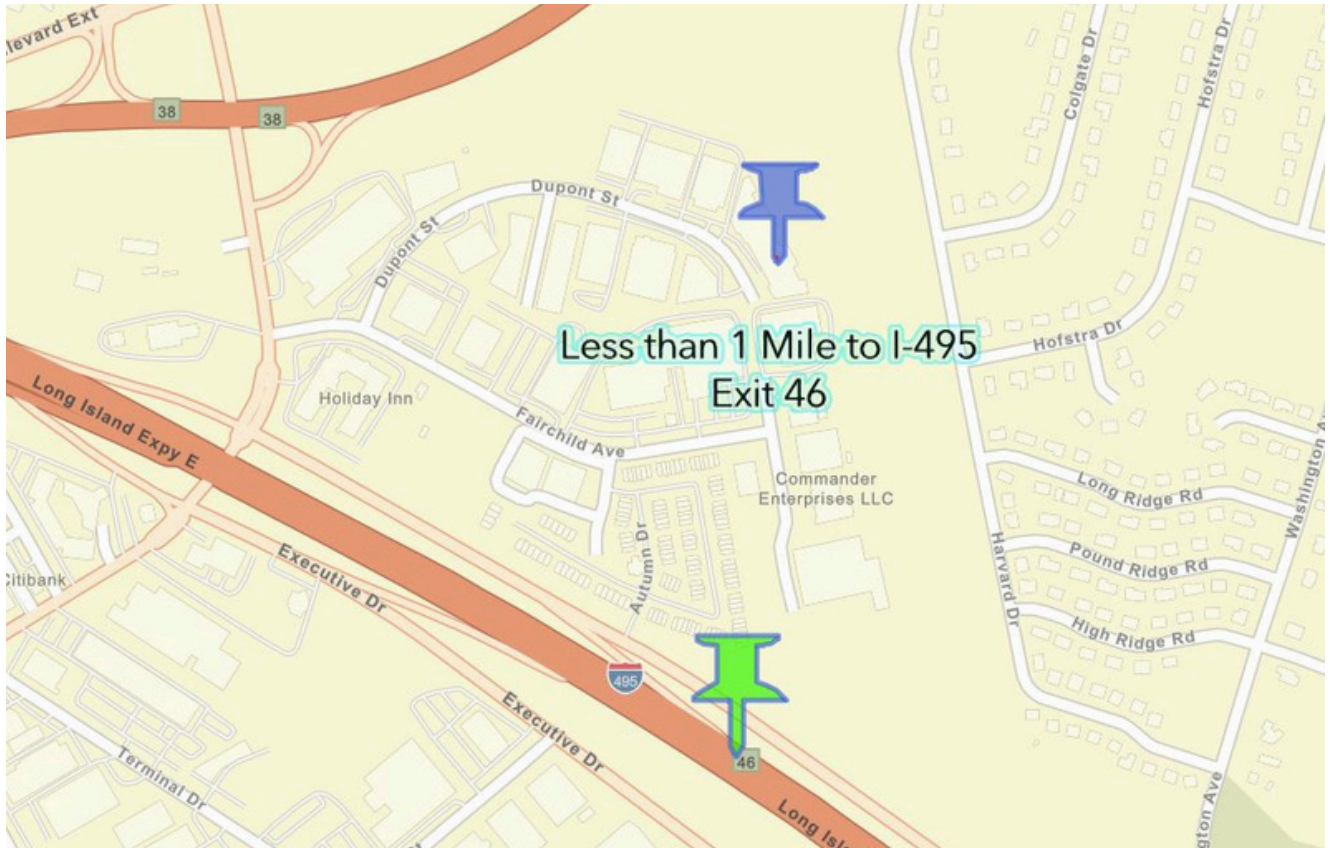 levard Ext
38
38
Colgate Dr
Hofstra Dr
Dupont St
Dupont St
Less than 1 Mile to I-495
Exit 46
Hofstra Dr
Holiday Inn
Long Island Expy E
Fairchild Ave
Commander
Enterprises LLC
Long Ridge Rd
Washington Av
Pound Ridge Rd
Harvard Dr
High Ridge Rd
Citibank
Executive Dr
Autumn Dr
495
Executive Dr
46
Terminal Dr
Long Isl
gton Ave